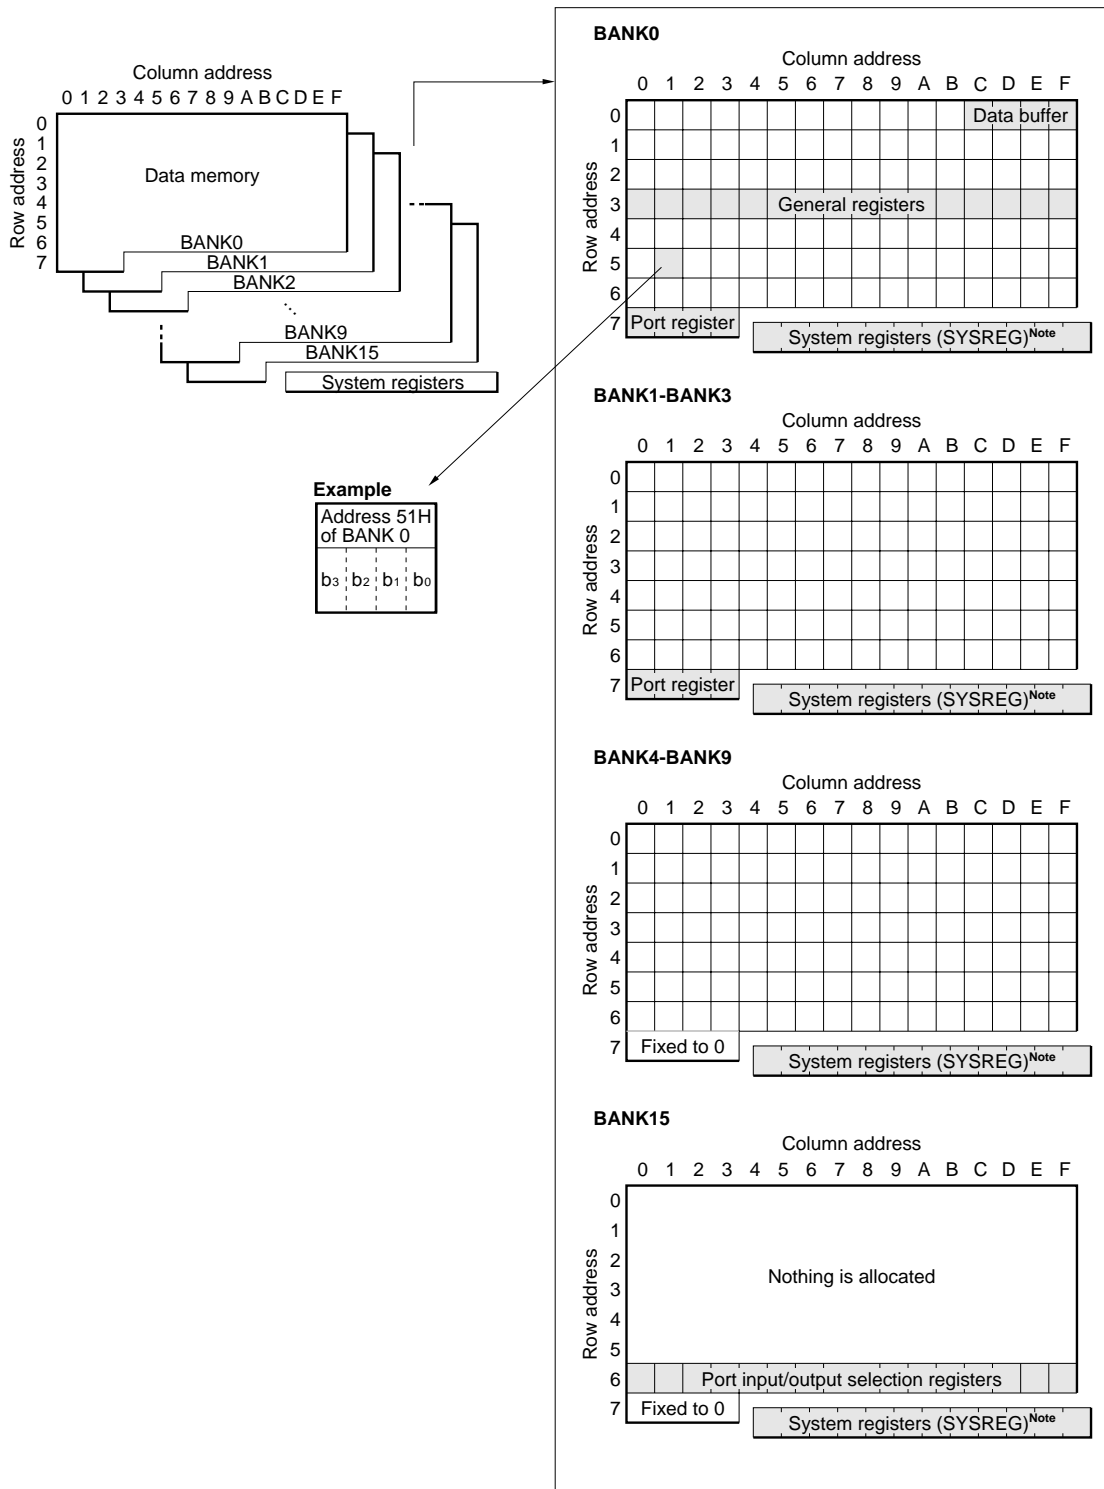 Column address
0 1 2 3 4 5 6 7 8 9 A B C D E F
Row address
0
1
2
3
4
5
6
7
Data memory
BANK0
BANK1
BANK2
BANK9
BANK15
System registers
Example
Address 51H
of BANK 0
b3 b2 b1 b0
BANK0
Column address
0 1 2 3 4 5 6 7 8 9 A B C D E F
Row address
0 Data buffer
1
2
3 General registers
4
5
6
7 Port register System registers (SYSREG)Note
BANK1-BANK3
Column address
0 1 2 3 4 5 6 7 8 9 A B C D E F
Row address
0
1
2
3
4
5
6
7 Port register System registers (SYSREG)Note
BANK4-BANK9
Column address
0 1 2 3 4 5 6 7 8 9 A B C D E F
Row address
0
1
2
3
4
5
6
7 Fixed to 0 System registers (SYSREG)Note
BANK15
Column address
0 1 2 3 4 5 6 7 8 9 A B C D E F
Row address
0
1
2
Nothing is allocated
3
4
5
6 Port input/output selection registers
7 Fixed to 0 System registers (SYSREG)Note